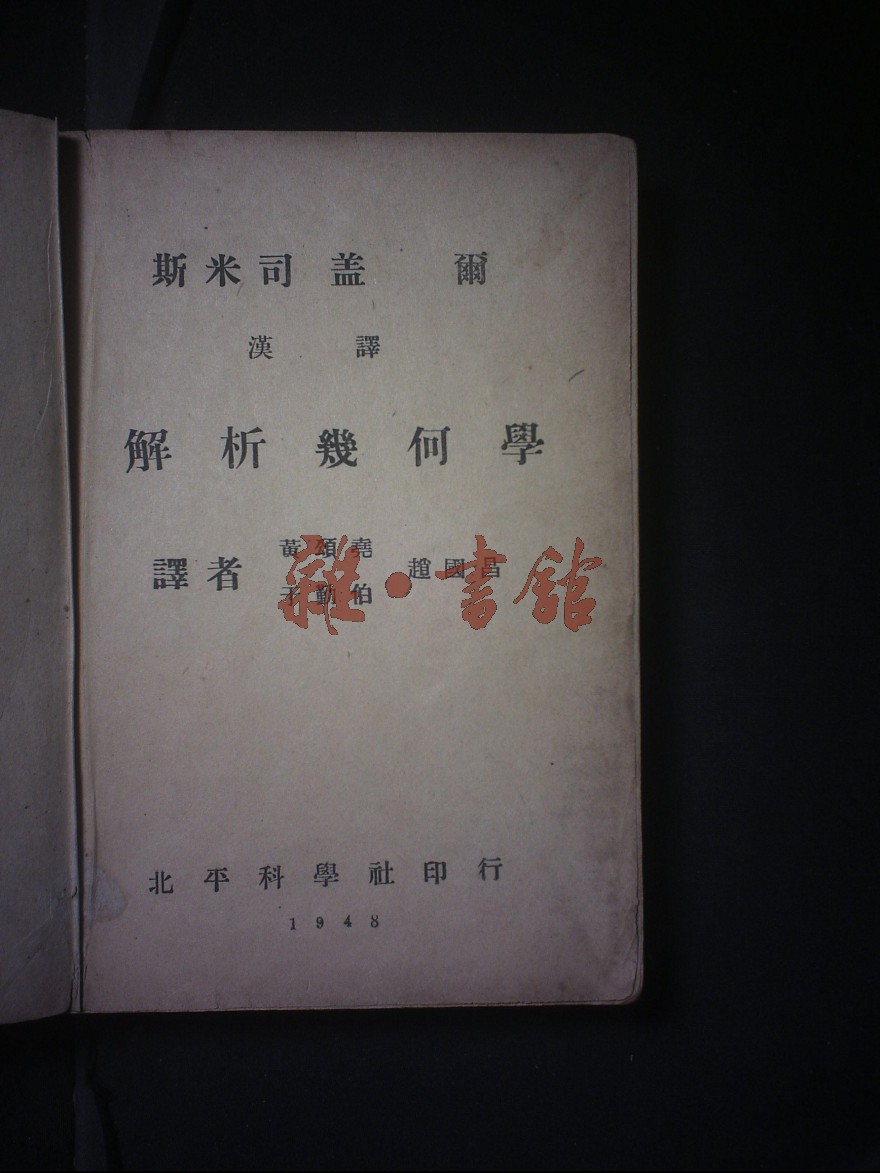 斯米司盖爾
漢譯
解析幾何學
譯者
黃頌堯 趙國昌
于勤伯
雜·書館
北平科學社印行
1948